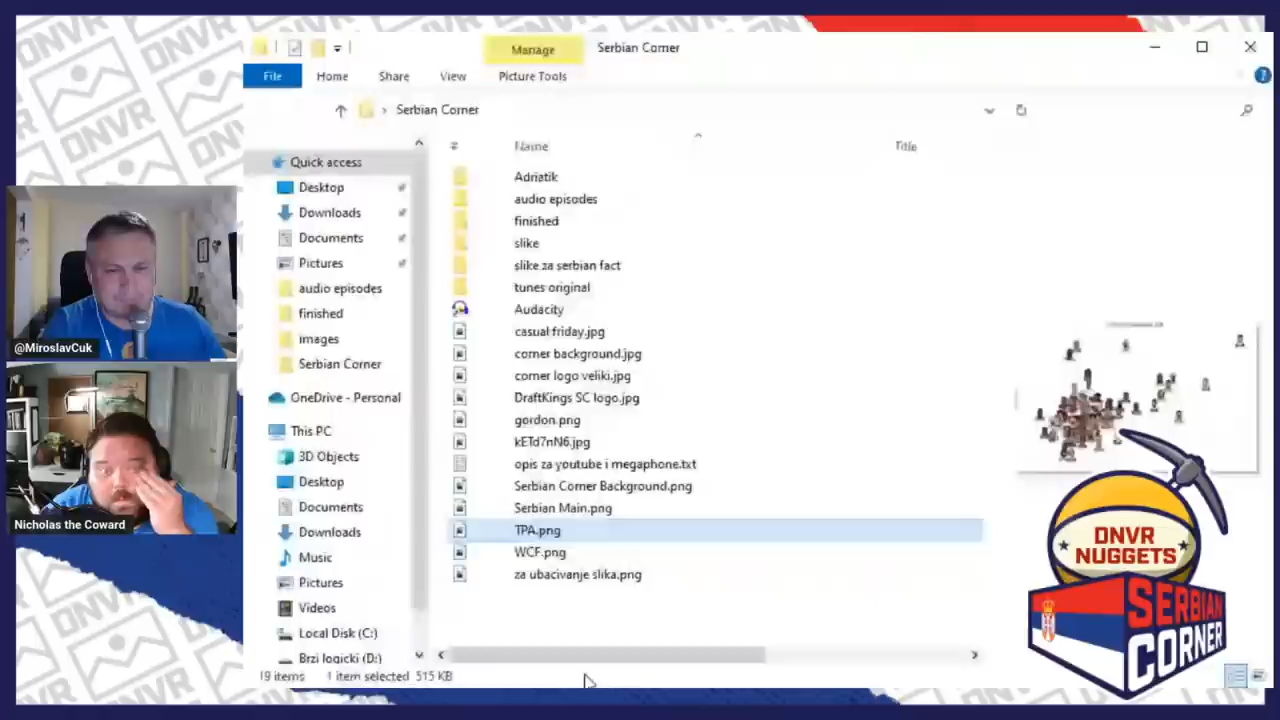 DNVR
Manage
Serbian Corner
File
Home
Share
View
Picture Tools
Serbian Corner
Name
Title
Quick access
Desktop
Downloads
Documents
Pictures
audio episodes
finished
images
Serbian Corner
OneDrive - Personal
This PC
3D Objects
Desktop
Documents
Downloads
Music
Pictures
Videos
Local Disk (C:)
Brzi logicki (D:)
Adriatik
audio episodes
finished
slike
slike za serbian fact
tunes original
Audacity
casual friday.jpg
corner background.jpg
corner logo veliki.jpg
DraftKings SC logo.jpg
gordon.png
kETd7nN6.jpg
opis za youtube i megaphone.txt
Serbian Corner Background.png
Serbian Main.png
TPA.png
WCF.png
za ubacivanje slika.png
19 items
1 item selected
515 KB
@MiroslavCuk
Nicholas the Coward
DNVR
NUGGETS
SERBIAN
CORNER